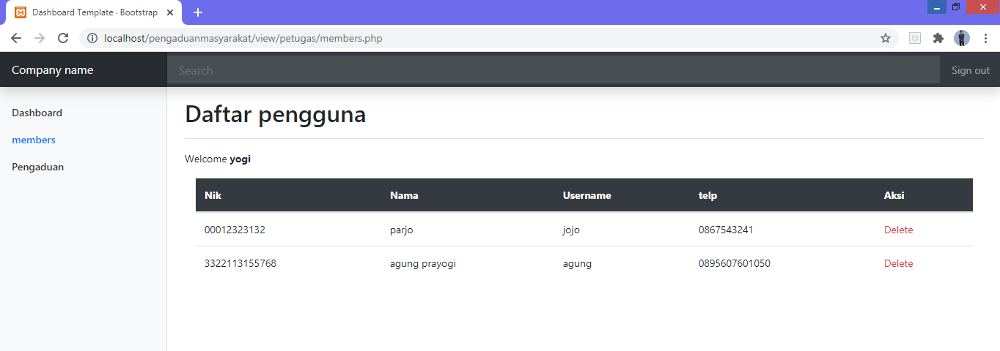 Dashboard Template · Bootstrap
localhost/pengaduanmasyarakat/view/petugas/members.php
Company name
Search
Sign out
Dashboard
members
Pengaduan
Daftar pengguna
Welcome yogi
Nik Nama Username telp Aksi
00012323132 parjo jojo 0867543241 Delete
3322113155768 agung prayogi agung 0895607601050 Delete